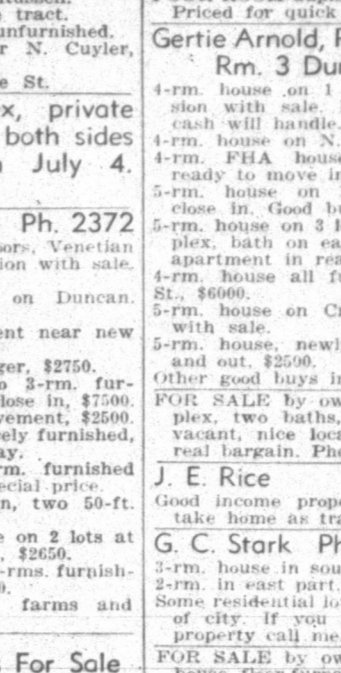 tract.
unfurnished.
r N. Cuyler,
e St.
x, private
both sides
July 4.
Ph. 2372
ors, Venetian
ion with sale.
on Duncan.
ent near new
ger, $2750.
3-rm. fur-
lose in, $7500.
vement, $2500.
ely furnished,
ay.
rm. furnished
ecial price.
n, two 50-ft.
e on 2 lots at
, $2650.
-rms. furnish-
farms and
For Sale
Priced for quick
Gertie Arnold,
Rm. 3 Dun
4-rm. house on 1
sion with sale.
cash will handle.
4-rm. house on N.
4-rm. FHA house
ready to move in
5-rm. house on
close in. Good bu
5-rm. house on 3 l
plex, bath on ea
apartment in rea
4-rm. house all fu
St., $6000.
5-rm. house on Cr
with sale.
5-rm. house, newl
and out, $2500.
Other good buys in
FOR SALE by ow
plex, two baths,
vacant, nice loca
real bargain. Pho
J. E. Rice
Good income prope
take home as tra
G. C. Stark Ph
3-rm. house in sou
2-rm. in east part.
Some residential lo
of city. If you
property call me.
FOR SALE by ow